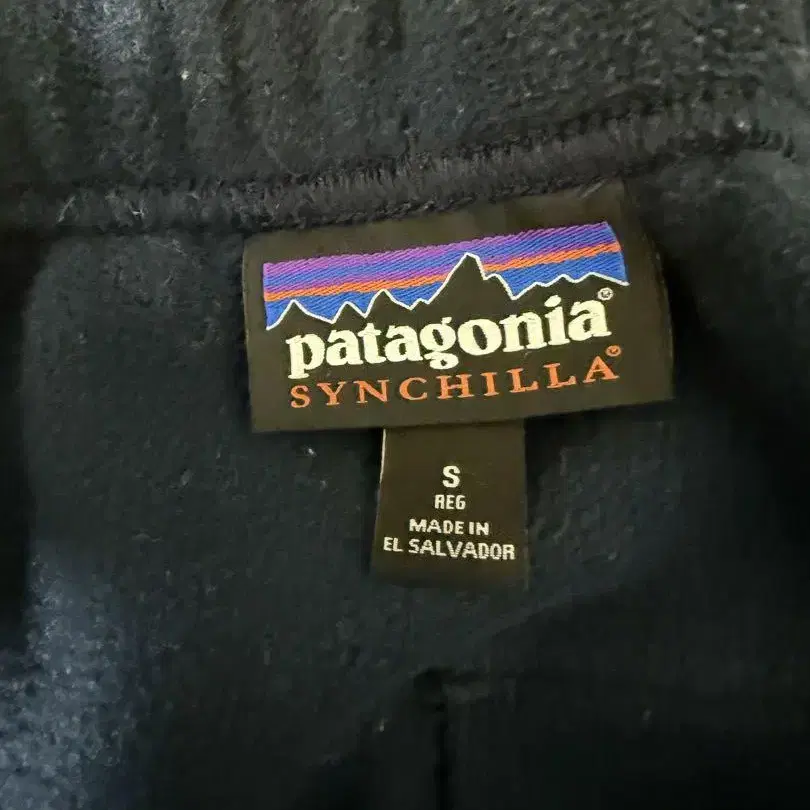 patagonia®
SYNCHILLA®
S
REG
MADE IN
EL SALVADOR